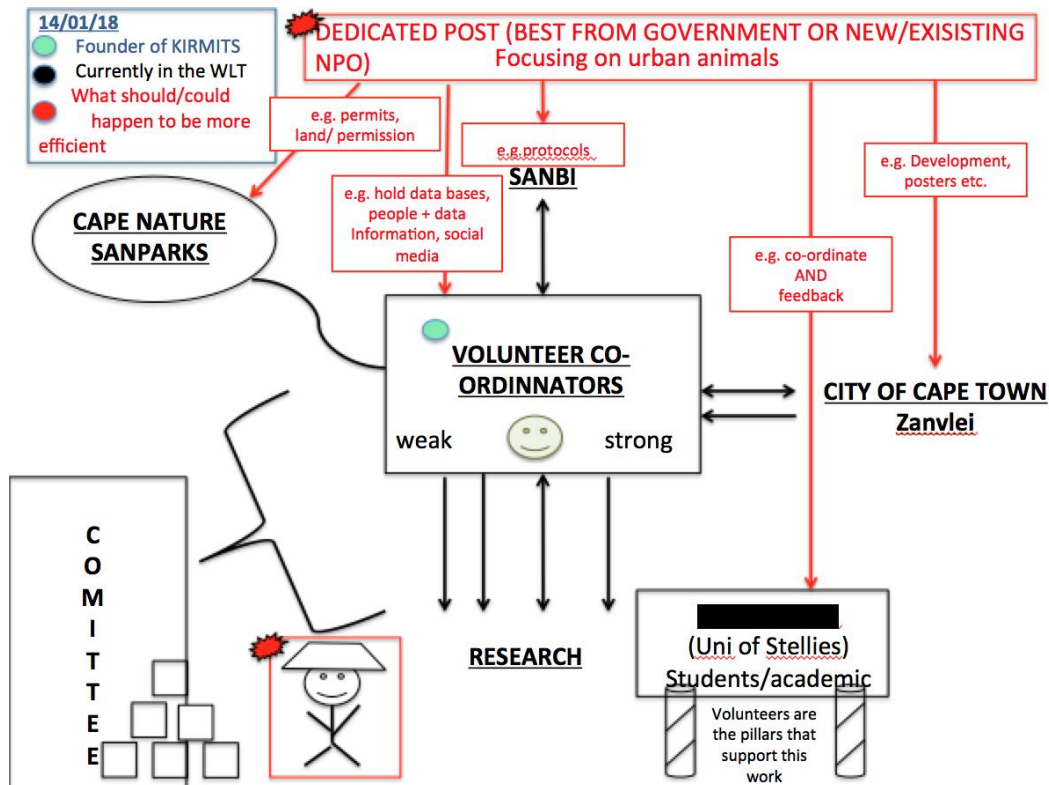 14/01/18
Founder of KIRMITS
Currently in the WLT
What should/could
happen to be more
efficient
DEDICATED POST (BEST FROM GOVERNMENT OR NEW/EXISISTING
NPO)
Focusing on urban animals
e.g. permits,
land/ permission
e.g.protocols
SANBI
e.g. hold data bases,
people + data
Information, social
media
e.g. Development,
posters etc.
e.g. co-ordinate
AND
feedback
CAPE NATURE
SANPARKS
VOLUNTEER CO-
ORDINNATORS
weak
strong
CITY OF CAPE TOWN
Zanvlei
C
O
M
I
T
T
E
E
RESEARCH
(Uni of Stellies)
Students/academic
Volunteers are
the pillars that
support this
work